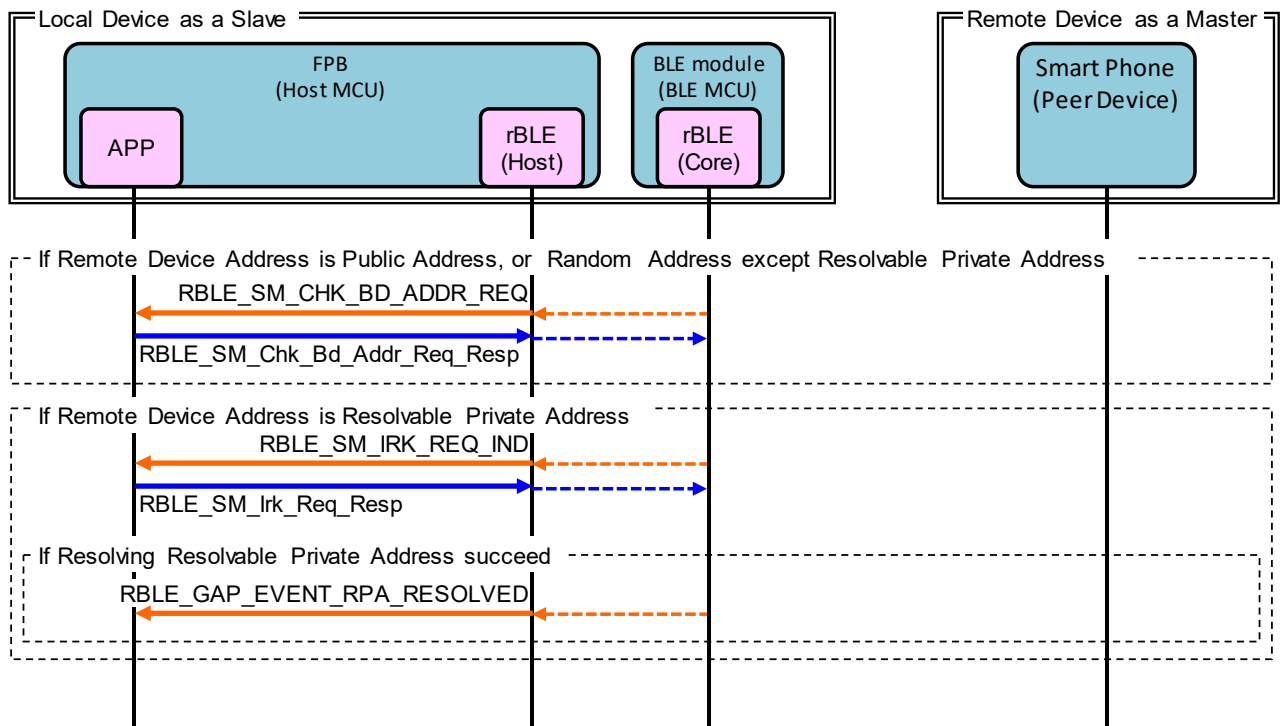 Local Device as a Slave
Remote Device as a Master
FPB
(Host MCU)
BLE module
(BLE MCU)
Smart Phone
(Peer Device)
APP
rBLE
(Host)
rBLE
(Core)
If Remote Device Address is Public Address, or Random Address except Resolvable Private Address
RBLE_SM_CHK_BD_ADDR_REQ
RBLE_SM_Chk_Bd_Addr_Req_Resp
If Remote Device Address is Resolvable Private Address
RBLE_SM_IRK_REQ_IND
RBLE_SM_Irk_Req_Resp
If Resolving Resolvable Private Address succeed
RBLE_GAP_EVENT_RPA_RESOLVED